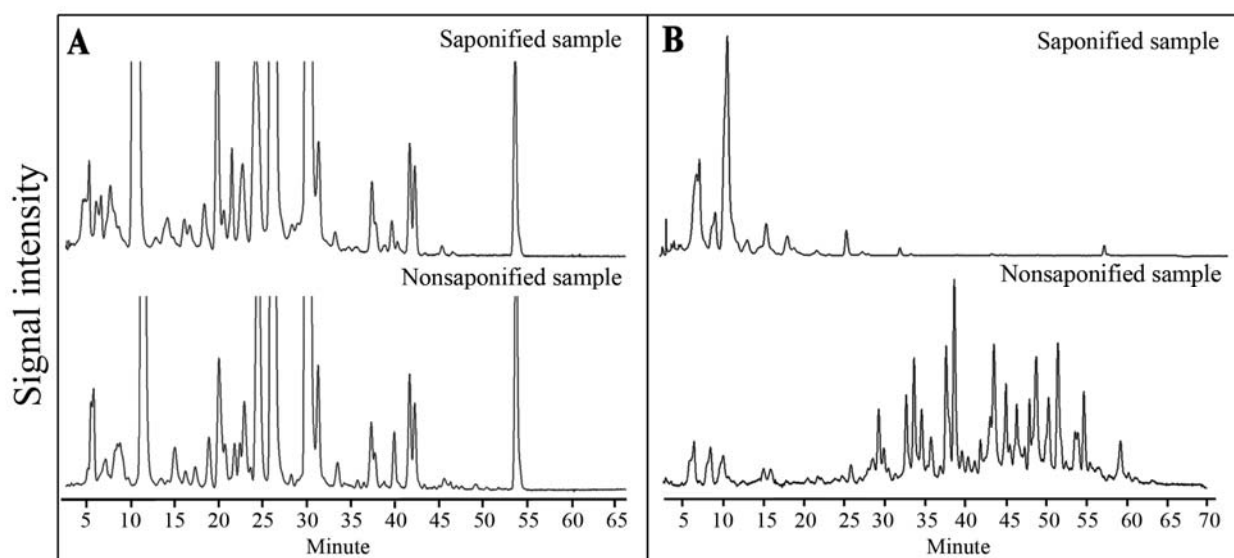 A
Saponified sample
Nonsaponified sample
Signal intensity
5 10 15 20 25 30 35 40 45 50 55 60 65
Minute
B
Saponified sample
Nonsaponified sample
5 10 15 20 25 30 35 40 45 50 55 60 65 70
Minute